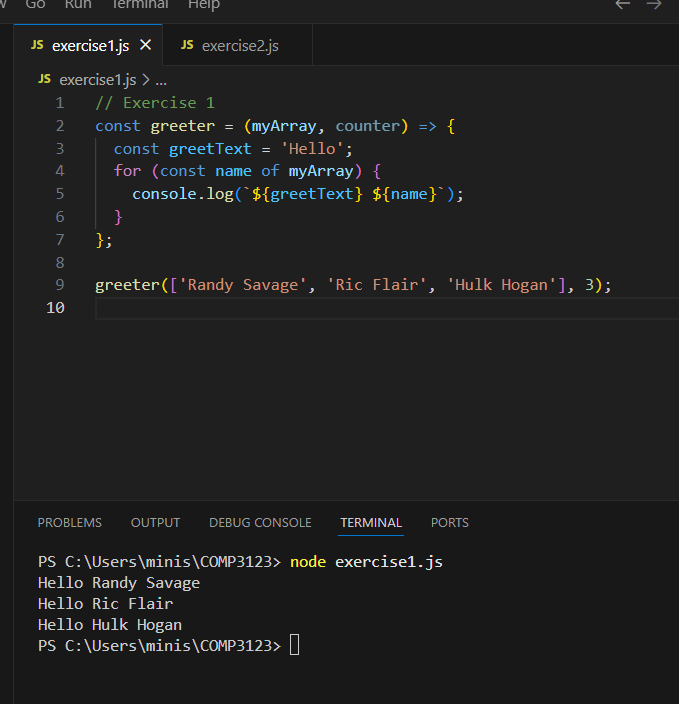 Go Run Terminal Help ← →
JS exercise1.js × JS exercise2.js
JS exercise1.js > ...
1 // Exercise 1
2 const greeter = (myArray, counter) => {
3 const greetText = 'Hello';
4 for (const name of myArray) {
5 console.log(`${greetText} ${name}`);
6 }
7 };
8
9 greeter(['Randy Savage', 'Ric Flair', 'Hulk Hogan'], 3);
10
PROBLEMS OUTPUT DEBUG CONSOLE TERMINAL PORTS
PS C:\Users\minis\COMP3123> node exercise1.js
Hello Randy Savage
Hello Ric Flair
Hello Hulk Hogan
PS C:\Users\minis\COMP3123>